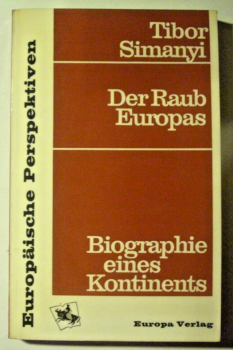 Europäische Perspektiven
Tibor
Simanyi
Der Raub
Europas
Biographie
eines
Kontinents
Europa Verlag